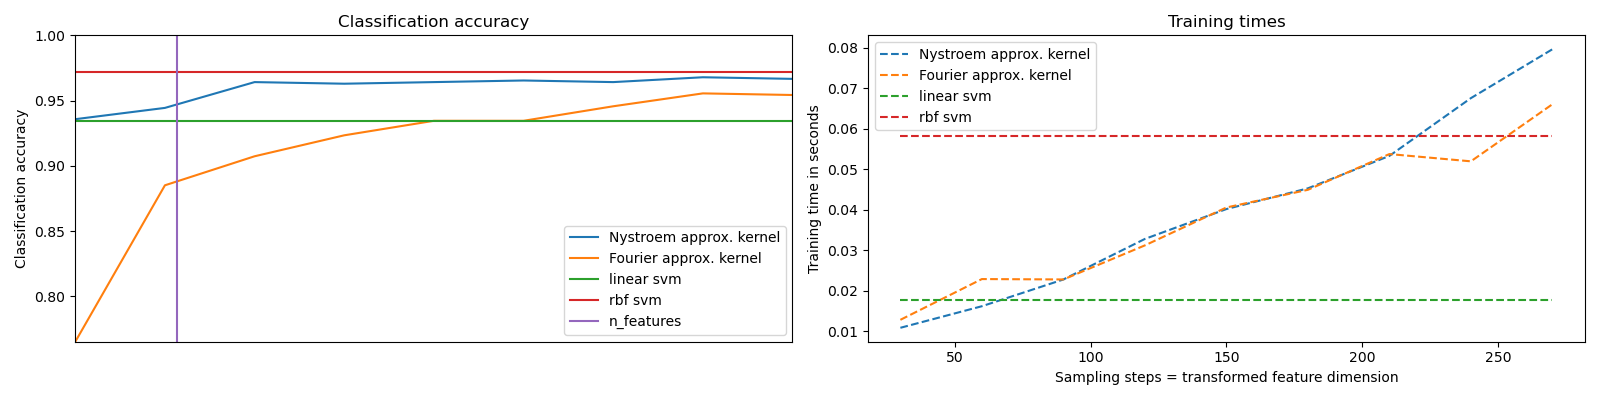 Classification accuracy
Classification accuracy
1.00
0.95
0.90
0.85
0.80
Nystroem approx. kernel
Fourier approx. kernel
linear svm
rbf svm
n_features
Training times
Training time in seconds
0.08
0.07
0.06
0.05
0.04
0.03
0.02
0.01
Nystroem approx. kernel
Fourier approx. kernel
linear svm
rbf svm
50 100 150 200 250
Sampling steps = transformed feature dimension